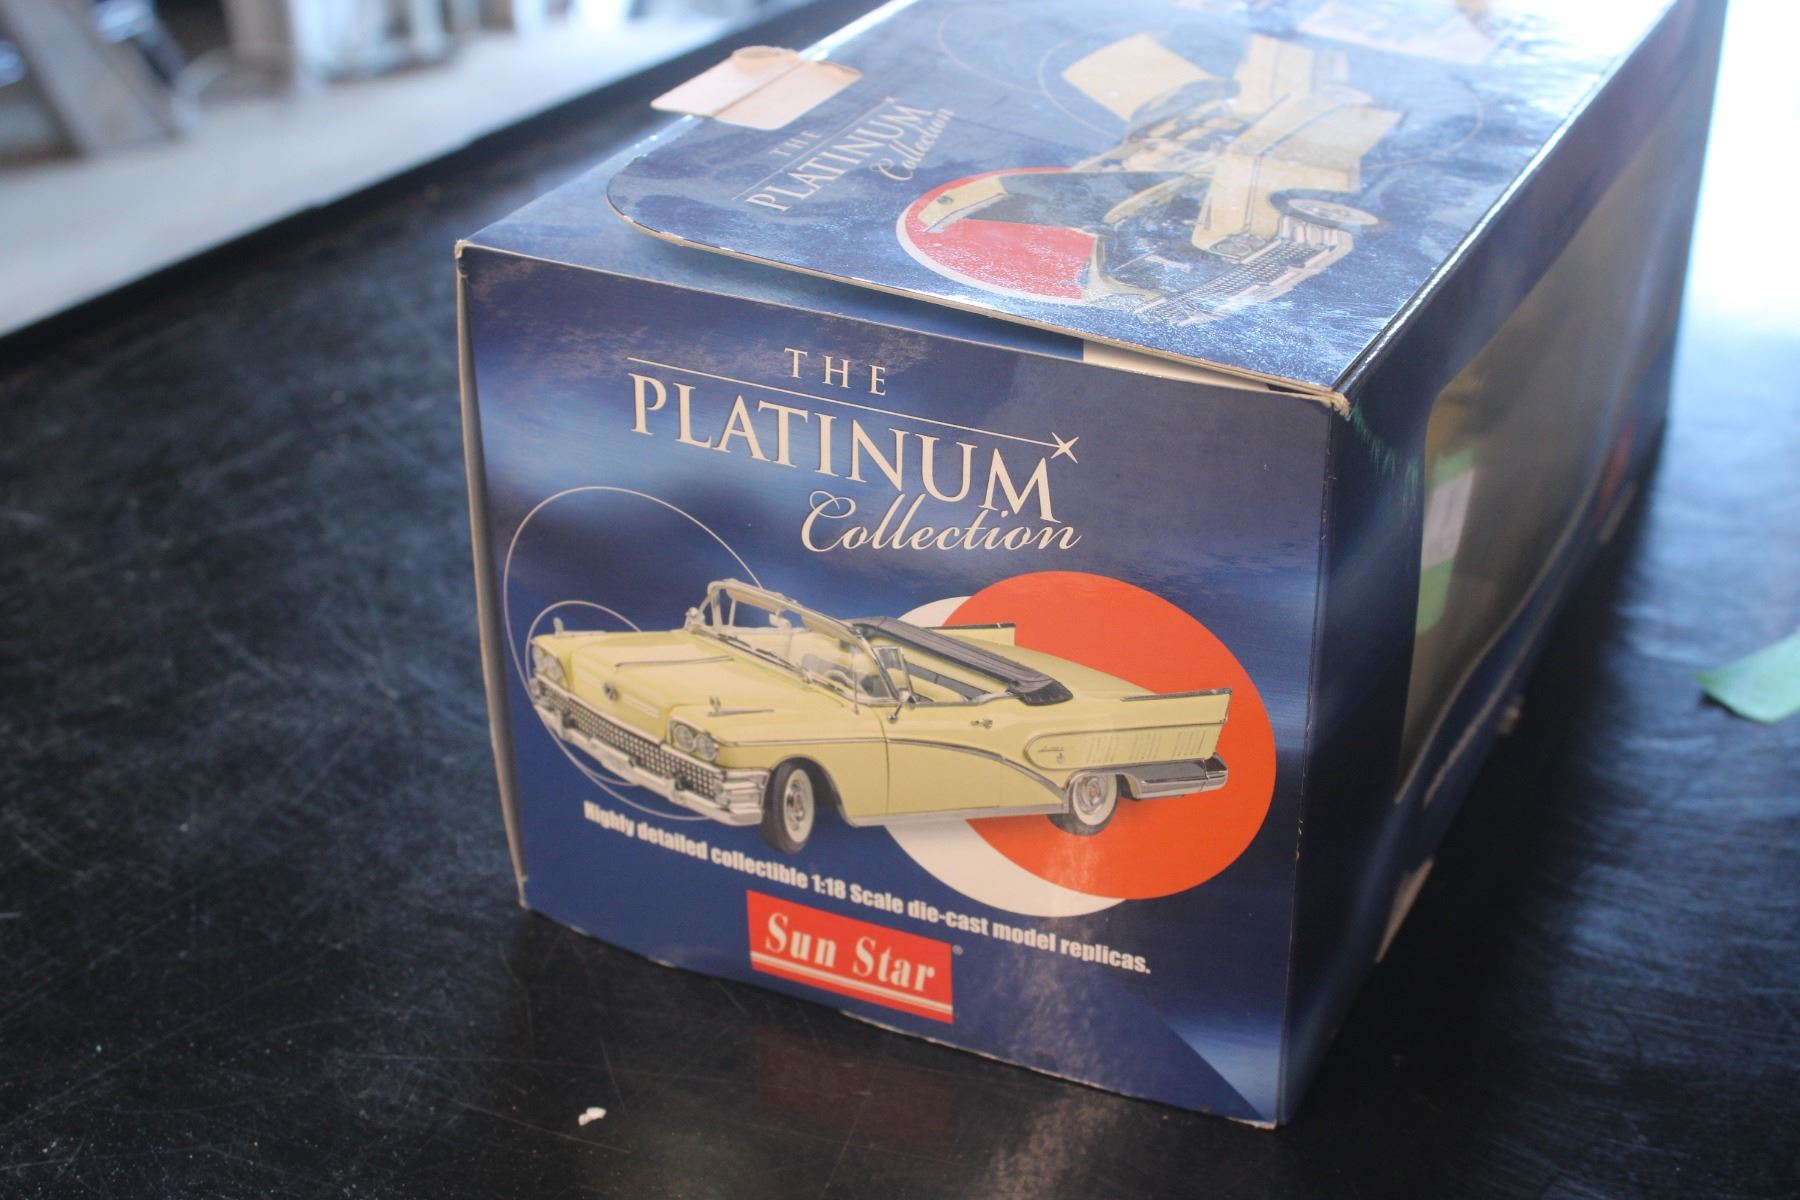 THE
PLATINUM
Collection
THE
PLATINUM
Collection
Highly detailed collectible 1:18 Scale die-cast model replicas.
Sun Star®